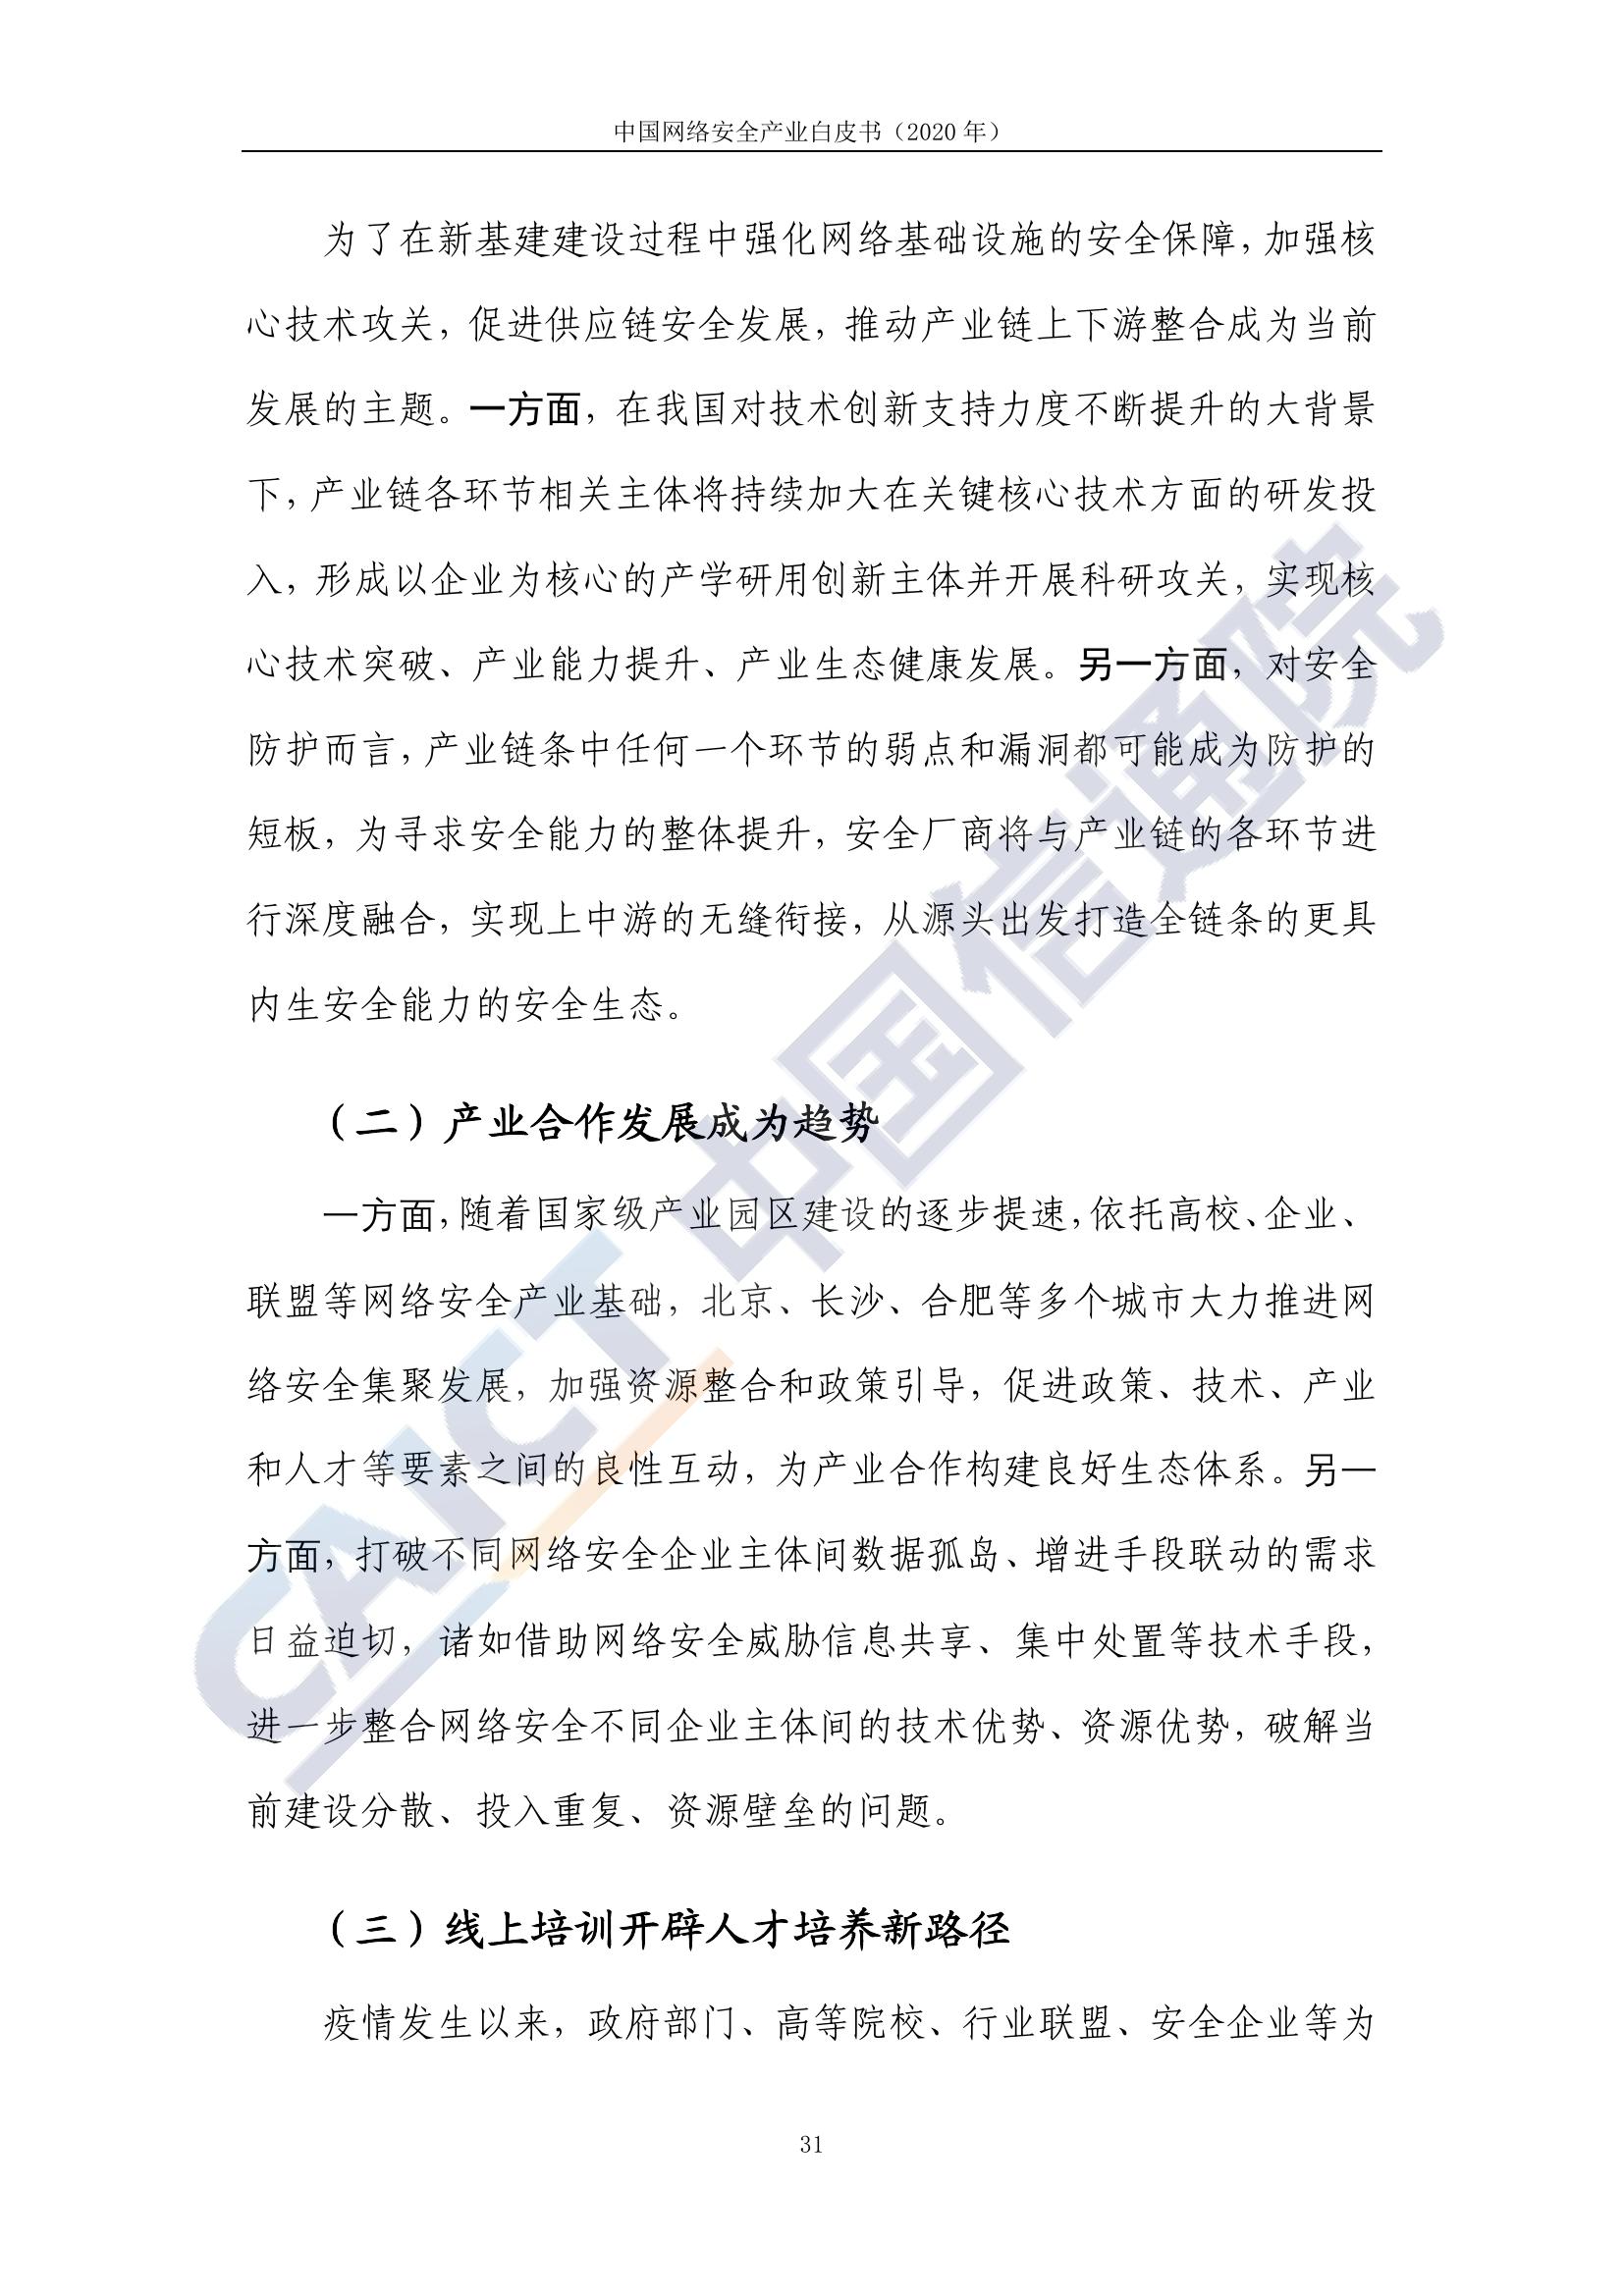 中国网络安全产业白皮书（2020 年）
为了在新基建建设过程中强化网络基础设施的安全保障，加强核
心技术攻关，促进供应链安全发展，推动产业链上下游整合成为当前
发展的主题。一方面，在我国对技术创新支持力度不断提升的大背景
下，产业链各环节相关主体将持续加大在关键核心技术方面的研发投
入，形成以企业为核心的产学研用创新主体并开展科研攻关，实现核
心技术突破、产业能力提升、产业生态健康发展。另一方面，对安全
防护而言，产业链条中任何一个环节的弱点和漏洞都可能成为防护的
短板，为寻求安全能力的整体提升，安全厂商将与产业链的各环节进
行深度融合，实现上中游的无缝衔接，从源头出发打造全链条的更具
内生安全能力的安全生态。
（二）产业合作发展成为趋势
一方面，随着国家级产业园区建设的逐步提速，依托高校、企业、
联盟等网络安全产业基础，北京、长沙、合肥等多个城市大力推进网
络安全集聚发展，加强资源整合和政策引导，促进政策、技术、产业
和人才等要素之间的良性互动，为产业合作构建良好生态体系。另一
方面，打破不同网络安全企业主体间数据孤岛、增进手段联动的需求
日益迫切，诸如借助网络安全威胁信息共享、集中处置等技术手段，
进一步整合网络安全不同企业主体间的技术优势、资源优势，破解当
前建设分散、投入重复、资源壁垒的问题。
（三）线上培训开辟人才培养新路径
疫情发生以来，政府部门、高等院校、行业联盟、安全企业等为
31
CAICT 中国信通院